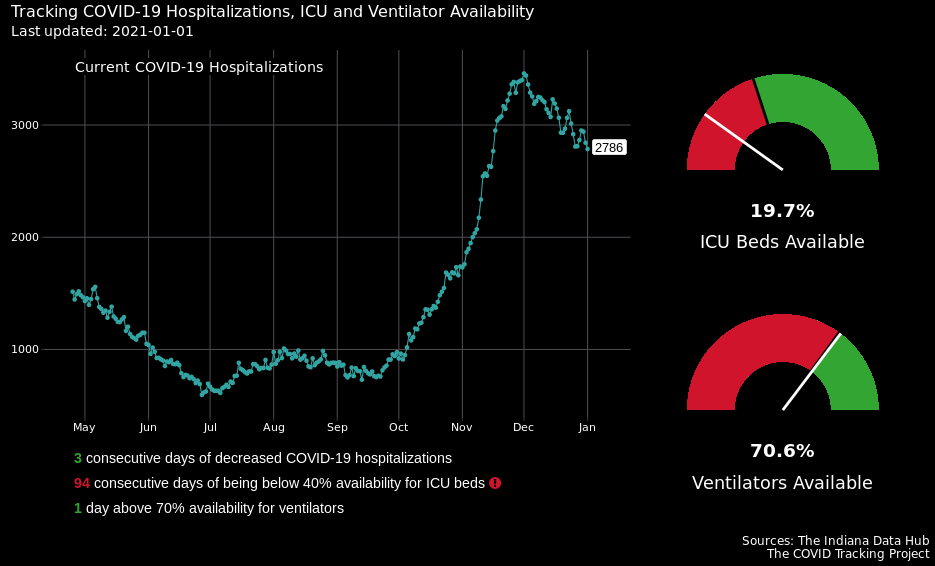 Tracking COVID-19 Hospitalizations, ICU and Ventilator Availability
Last updated: 2021-01-01
Current COVID-19 Hospitalizations
3000
2000
1000
2786
May Jun Jul Aug Sep Oct Nov Dec Jan
3 consecutive days of decreased COVID-19 hospitalizations
94 consecutive days of being below 40% availability for ICU beds
1 day above 70% availability for ventilators
19.7%
ICU Beds Available
70.6%
Ventilators Available
Sources: The Indiana Data Hub
The COVID Tracking Project